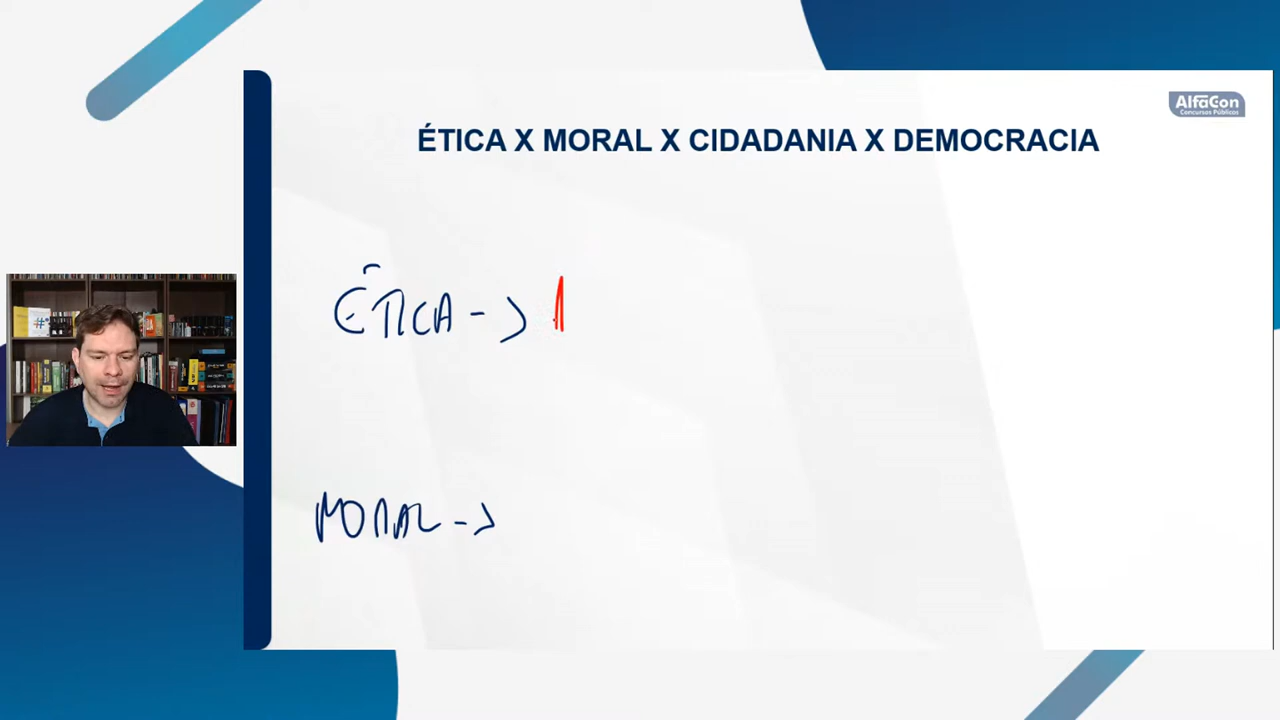 AlfaCon
Concursos Públicos
ÉTICA X MORAL X CIDADANIA X DEMOCRACIA
ÉTICA ->
MORAL ->